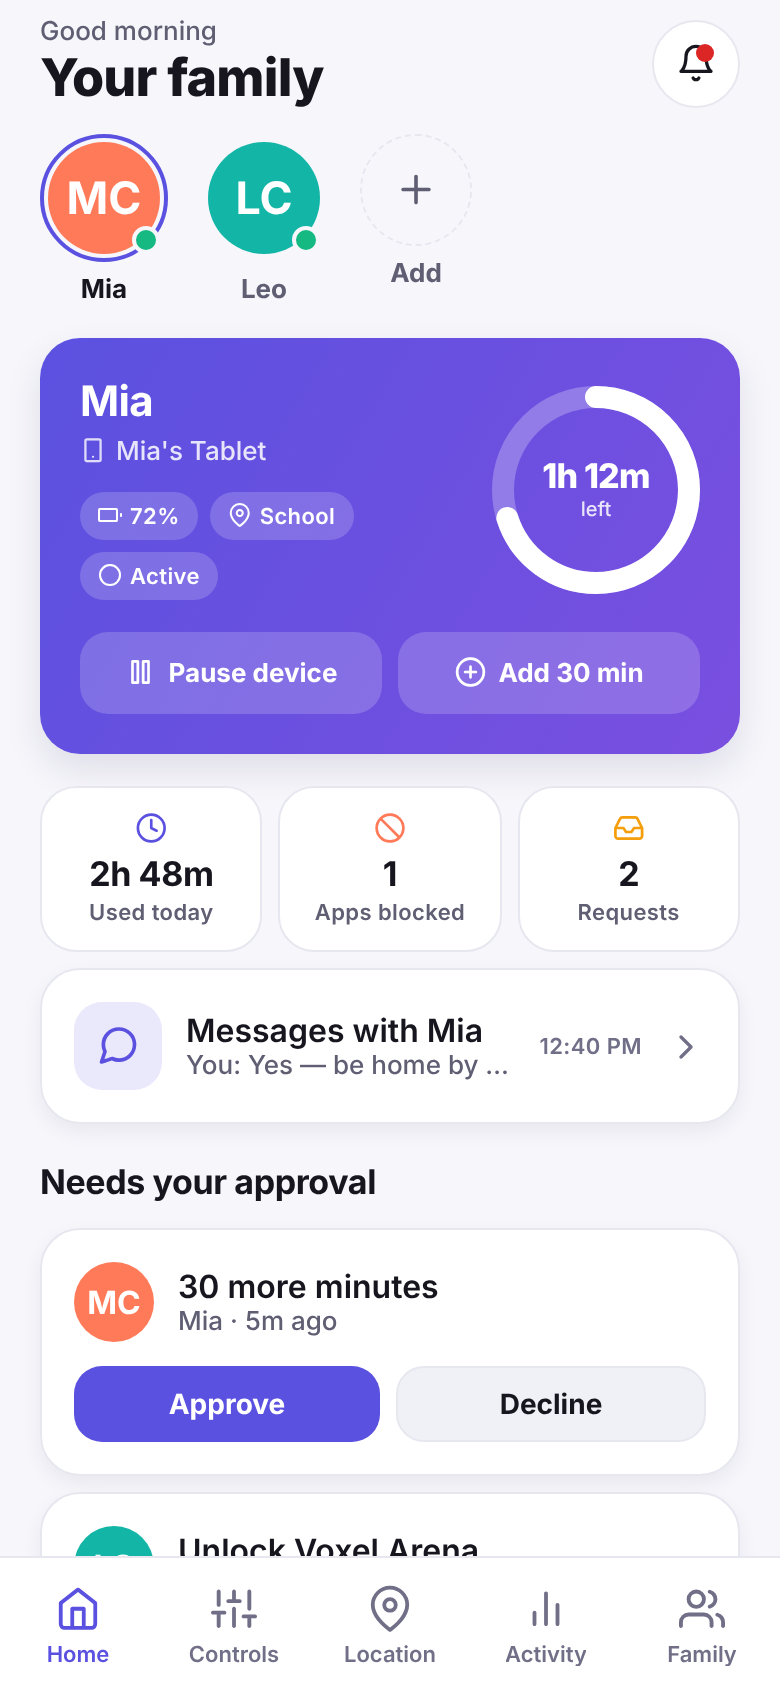 Good morning
Your family
MC
LC
Mia
Leo
Add
Mia
Mia's Tablet
1h 12m
left
72%
School
Active
Pause device
Add 30 min
2h 48m
1
2
Used today
Apps blocked
Requests
Messages with Mia
You: Yes — be home by ...
12:40 PM
Needs your approval
MC
30 more minutes
Mia · 5m ago
Approve
Decline
Unlock Voxel Arena
Home
Controls
Location
Activity
Family